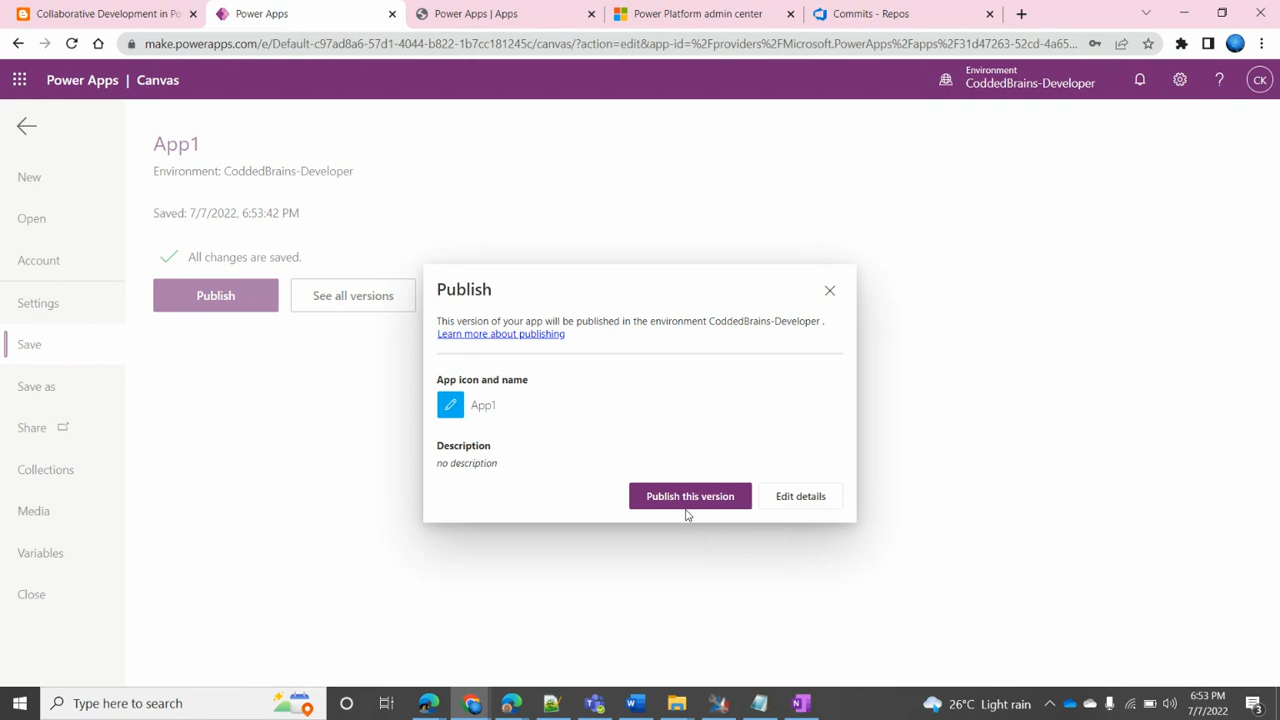 Collaborative Development in Po
Power Apps
Power Apps | Apps
Power Platform admin center
Commits - Repos
make.powerapps.com/e/Default-c97ad8a6-57d1-4044-b822-1b7c181245c/canvas/?action=edit&app-id=%2Fproviders%2FMicrosoft.PowerApps%2Fapps%2F31d47263-52cd-4a65...
Power Apps | Canvas
Environment
CoddedBrains-Developer
CK
App1
Environment: CoddedBrains-Developer
Saved: 7/7/2022, 6:53:42 PM
All changes are saved.
Publish
See all versions
New
Open
Account
Settings
Save
Save as
Share
Collections
Media
Variables
Close
Publish
This version of your app will be published in the environment CoddedBrains-Developer .
Learn more about publishing
App icon and name
App1
Description
no description
Publish this version
Edit details
Type here to search
26°C Light rain
6:53 PM
7/7/2022
3